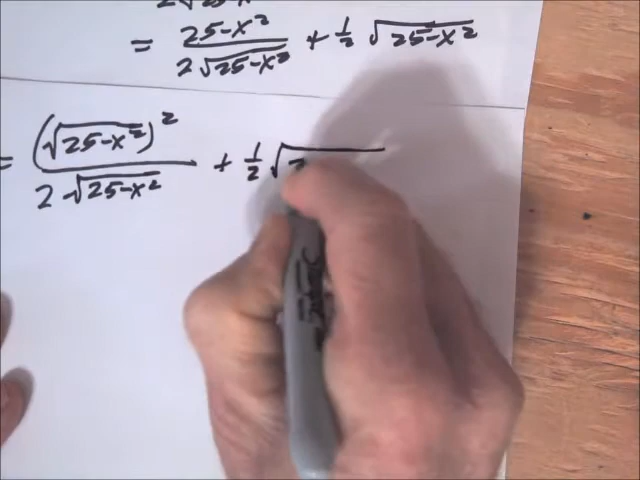 = 25-x² / 2√25-x² + 1/2 √25-x²
= (√25-x²)² / 2√25-x² + 1/2 √